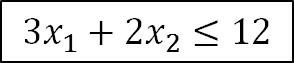 3x₁ + 2x₂ ≤ 12